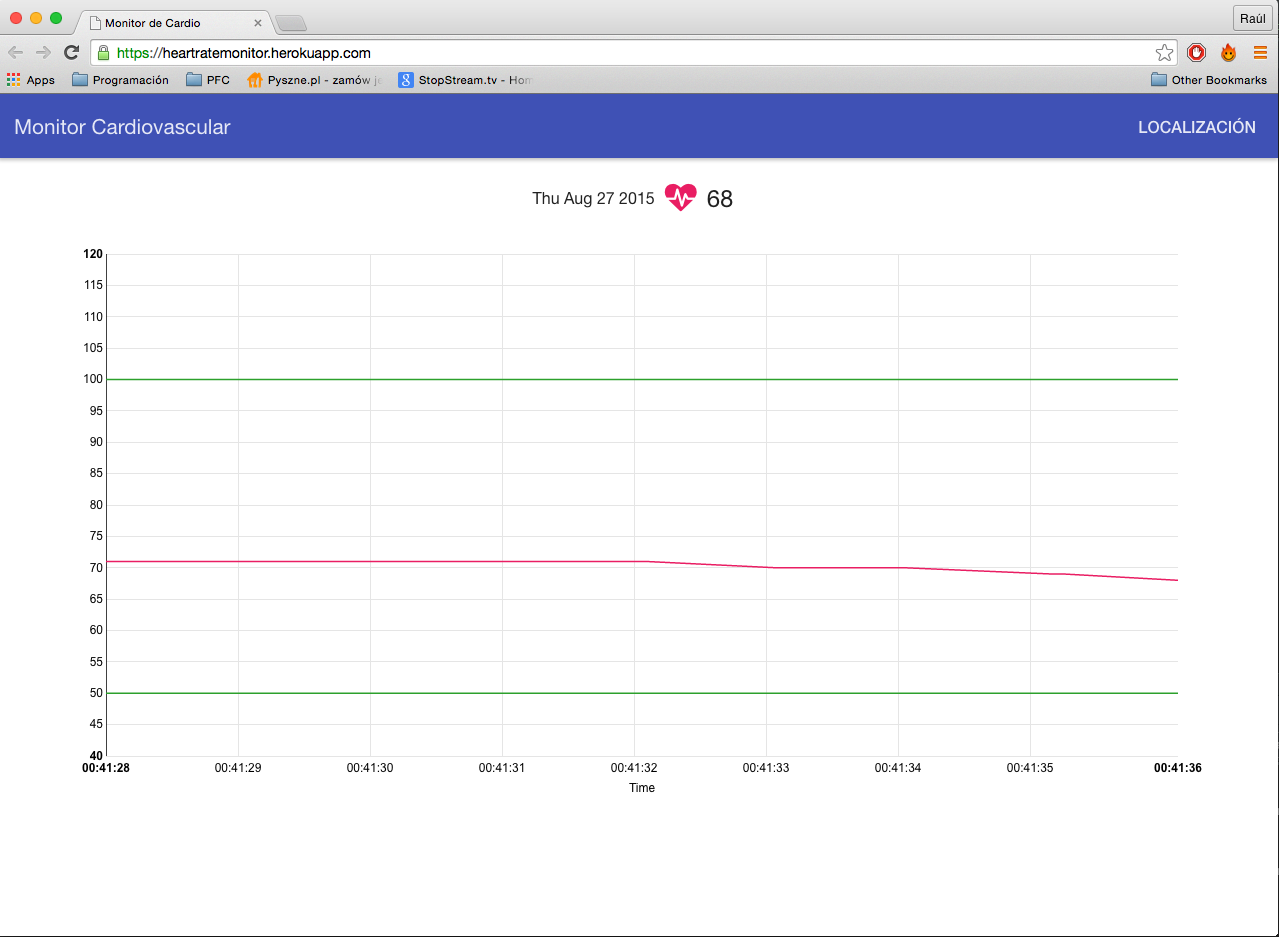 Monitor de Cardio
Raúl
https://heartratemonitor.herokuapp.com
Apps Programación PFC Pyszne.pl - zamów StopStream.tv - Hom Other Bookmarks
Monitor Cardiovascular LOCALIZACIÓN
Thu Aug 27 2015 68
120
115
110
105
100
95
90
85
80
75
70
65
60
55
50
45
40
00:41:28 00:41:29 00:41:30 00:41:31 00:41:32 00:41:33 00:41:34 00:41:35 00:41:36
Time